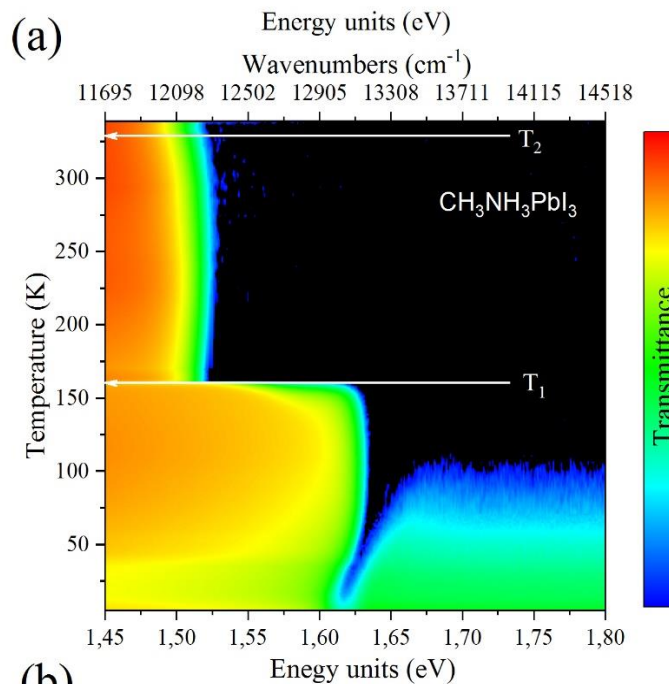 (a)
Energy units (eV)
Wavenumbers (cm⁻¹)
11695 12098 12502 12905 13308 13711 14115 14518
T₂
300
CH₃NH₃PbI₃
250
200
Temperature (K)
Transmittance
T₁
150
100
50
1,45 1,50 1,55 1,60 1,65 1,70 1,75 1,80
Enegy units (eV)
(b)